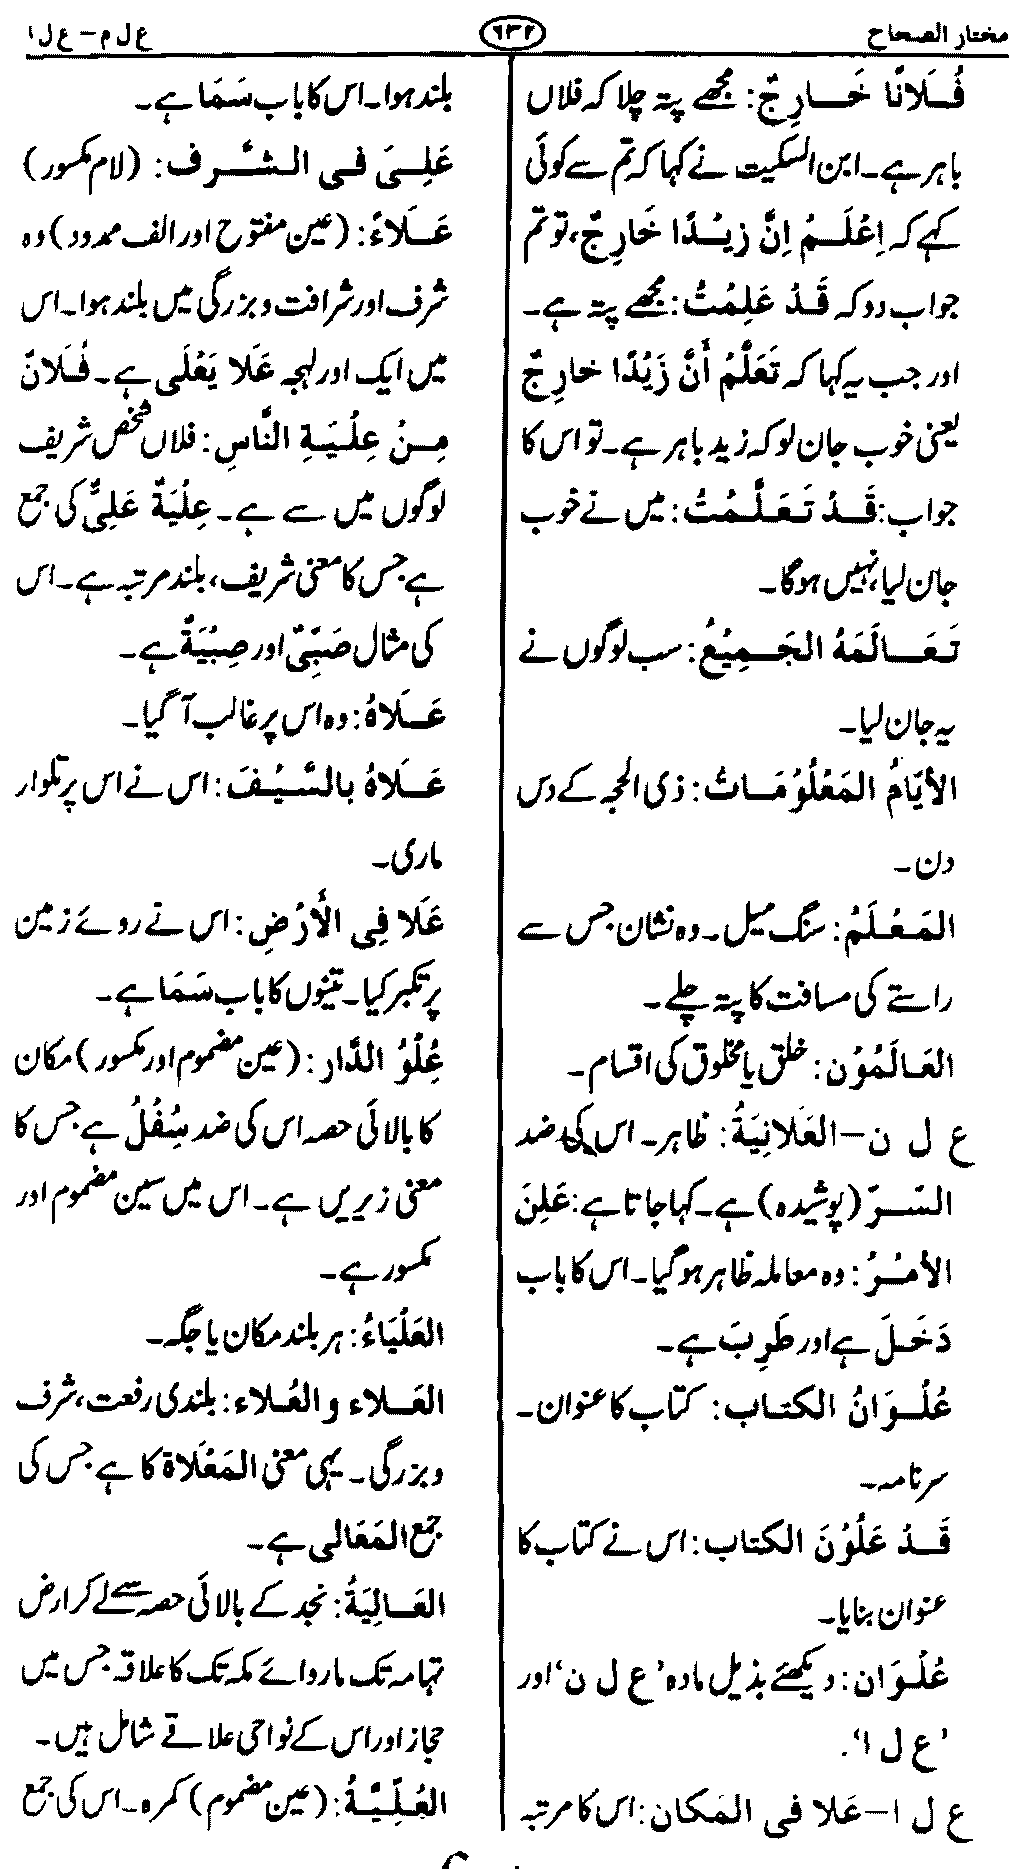 مختار الصحاح
۶۳۲
ع ل م – ع ل ا
فُلَانًا خَارِجٌ: مجھے پتہ چلا کہ فلاں
باہر ہے۔ ابن السکیت نے کہا کہ تم سے کوئی
کہے کہ اِعْلَمْ اِنَّ زیْدًا خَارِجٌ، تو تم
جواب دو کہ قَدْ عَلِمْتُ: مجھے پتہ ہے۔
اور جب یہ کہا کہ تَعَلَّمْ أَنَّ زَیْدًا خارِجٌ
یعنی خوب جان لو کہ زید باہر ہے۔ تو اس کا
جواب: قَدْ تَعَلَّمْتُ: میں نے خوب
جان لیا، نہیں ہوگا۔
تَعَالَمَهُ الجَمِيْعُ: سب لوگوں نے
یہ جان لیا۔
الأيّامُ المَعْلُوْمَاتُ: ذی الحجہ کے دس
دن۔
المَعْلَمُ: سنگ میل۔ وہ نشان جس سے
راستے کی مسافت کا پتہ چلے۔
العَالَمُوْن: خلق یا مخلوق کی اقسام۔
ع ل ن – العَلَانِيَةُ: ظاہر۔ اس کی ضد
السّرّ (پوشیدہ) ہے۔ کہا جاتا ہے: عَلِنَ
الأمْرُ: وہ معاملہ ظاہر ہوگیا۔ اس کا باب
دَخَلَ ہے اور طَرِبَ ہے۔
عُلْوَانُ الکتاب: کتاب کا عنوان۔
سرنامہ۔
قَدْ عَلْوَنَ الکتاب: اس نے کتاب کا
عنوان بنایا۔
عُلْوَان: دیکھئے بذیل مادہ 'ع ل ن' اور
'ع ل ا'.
ع ل ا – عَلا فی المَکان: اس کا مرتبہ
بلند ہوا۔ اس کا باب سَمَا ہے۔
عَلِیَ فی الشَّرف: (لام مکسور)
عَلَاءً: (عین مفتوح اور الف ممدود) وہ
شرف اور شرافت و بزرگی میں بلند ہوا۔ اس
میں ایک اور لہجہ عَلَا یَعْلَی ہے۔ فُلَانٌ
مِنْ عِلْيَةِ النَّاسِ: فلاں شخص شریف
لوگوں میں سے ہے۔ عِلْيَةٌ عَلِیٌّ کی جمع
ہے جس کا معنی شریف، بلند مرتبہ ہے۔ اس
کی مثال صَبِیٌّ اور صِبْيَةٌ ہے۔
عَلَاهُ: وہ اس پر غالب آگیا۔
عَلَاهُ بالسَّيْفَ: اس نے اس پر تلوار
ماری۔
عَلَا فِي الْأَرْضِ: اس نے روئے زمین
پر تکبر کیا۔ تینوں کا باب سَمَا ہے۔
عُلْوُ الدَّارِ: (عین مضموم اور مکسور) مکان
کا بالائی حصہ اس کی ضد سِفْلُ ہے جس کا
معنی زیریں ہے۔ اس میں سین مضموم اور
مکسور ہے۔
العَلْيَاءُ: ہر بلند مکان یا جگہ۔
العَلاء والعُلاء: بلندی رفعت، شرف
و بزرگی۔ یہی معنی المَعْلَاة کا ہے جس کی
جمع المَعَالی ہے۔
العَالِيَةُ: نجد کے بالائی حصہ سے لے کر ارض
تہامہ تک ماروائے مکہ تک کا علاقہ جس میں
حجاز اور اس کے نواحی علاقے شامل ہیں۔
العُلِّيَّةُ: (عین مضموم) کمرہ۔ اس کی جمع